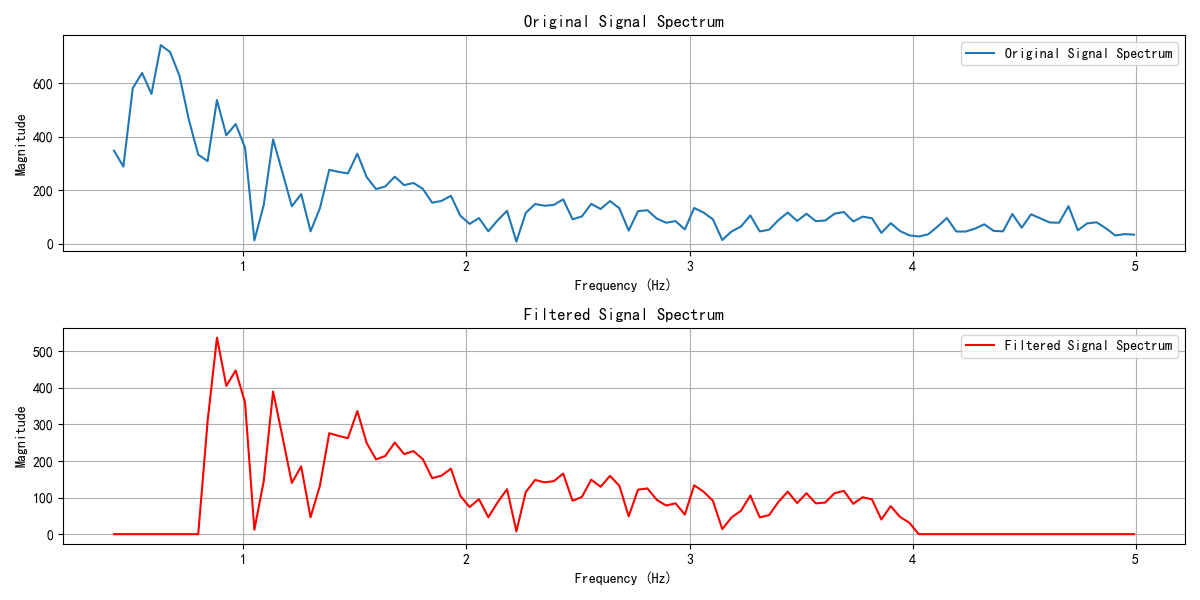 Original Signal Spectrum
Original Signal Spectrum
Magnitude
600
400
200
0
1 2 3 4 5
Frequency (Hz)
Filtered Signal Spectrum
Filtered Signal Spectrum
Magnitude
500
400
300
200
100
0
1 2 3 4 5
Frequency (Hz)